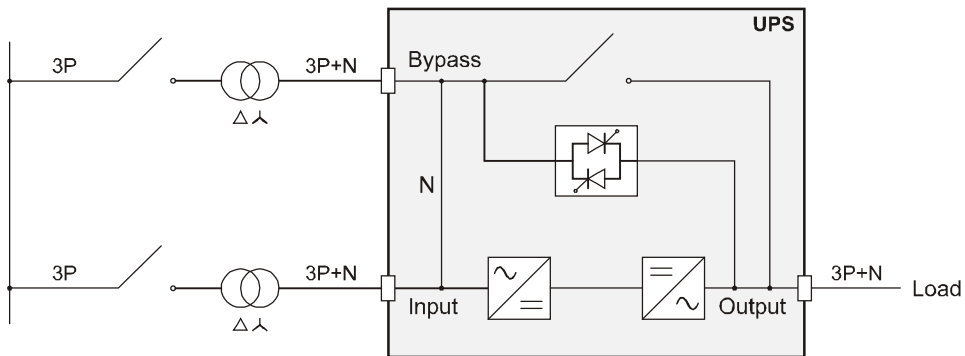 UPS
3P
3P+N
Bypass
N
3P
3P+N
Input
Output
3P+N
Load